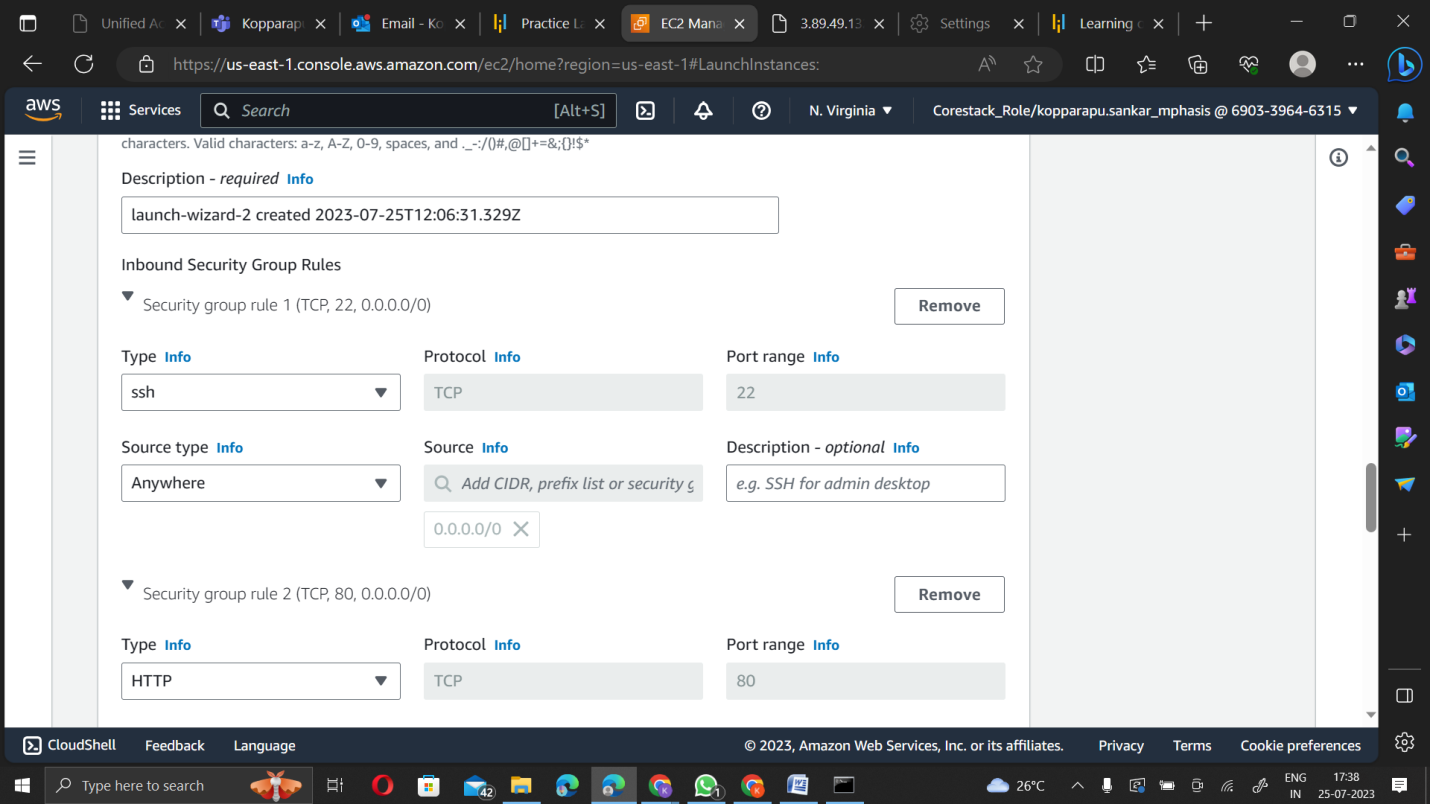 Unified Ac
Kopparap
Email - Ko
Practice La
EC2 Mana
3.89.49.13
Settings
Learning c
https://us-east-1.console.aws.amazon.com/ec2/home?region=us-east-1#LaunchInstances:
aws
Services
Search
[Alt+S]
N. Virginia
Corestack_Role/kopparapu.sankar_mphasis @ 6903-3964-6315
characters. Valid characters: a-z, A-Z, 0-9, spaces, and ._-:/()#,@[]+=&;{}!$*
Description - required Info
launch-wizard-2 created 2023-07-25T12:06:31.329Z
Inbound Security Group Rules
Security group rule 1 (TCP, 22, 0.0.0.0/0)
Remove
Type Info
Protocol Info
Port range Info
ssh
TCP
22
Source type Info
Source Info
Description - optional Info
Anywhere
Add CIDR, prefix list or security g
e.g. SSH for admin desktop
0.0.0.0/0
Security group rule 2 (TCP, 80, 0.0.0.0/0)
Remove
Type Info
Protocol Info
Port range Info
HTTP
TCP
80
CloudShell
Feedback
Language
© 2023, Amazon Web Services, Inc. or its affiliates.
Privacy
Terms
Cookie preferences
Type here to search
42
1
26°C
ENG
IN
17:38
25-07-2023